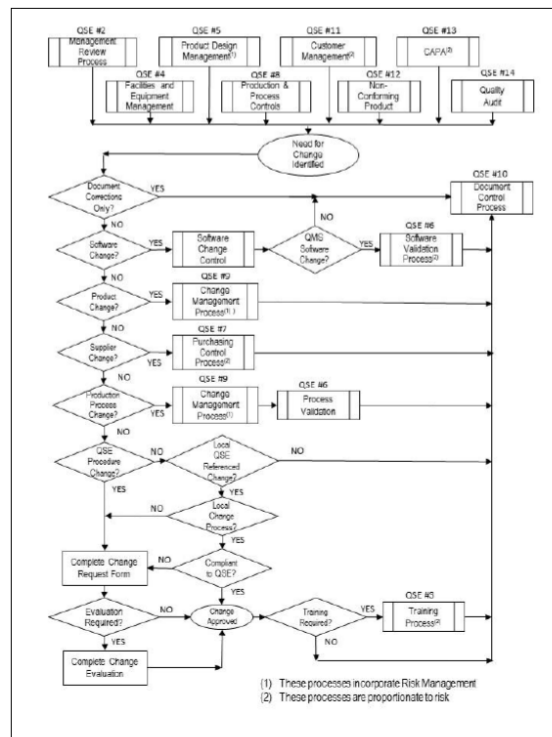 QSE #2
Management
Review
Process
QSE #5
Product Design
Management(1)
QSE #11
Customer
Management(2)
QSE #13
CAPA(2)
QSE #4
Facilities and
Equipment
Management
QSE #8
Production &
Process
Controls
QSE #12
Non-
Conforming
Product
QSE #14
Quality
Audit
Need for
Change
Identified
QSE #10
Document
Control
Process
Document
Corrections
Only?
YES
NO
NO
Software
Change?
YES
Software
Change
Control
QMS
Software
Change?
YES
QSE #6
Software
Validation
Process(2)
NO
Product
Change?
YES
QSE #9
Change
Management
NO
Supplier
Change?
YES
QSE #7
Purchasing
Control
Process(2)
NO
Production
Process
Change?
YES
QSE #9
Change
Management
Process(1)
QSE #6
Process
Validation
NO
QSE
Procedure
Change?
NO
Local
QSE
Referenced
Change?
NO
YES
YES
NO
Local
Change
Process?
YES
Complete Change
Request Form
NO
Compliant
to QSE?
YES
Evaluation
Required?
NO
Change
Approved
Training
Required?
YES
QSE #3
Training
Process(2)
YES
NO
Complete Change
Evaluation
(1) These processes incorporate Risk Management
(2) These processes are proportionate to risk